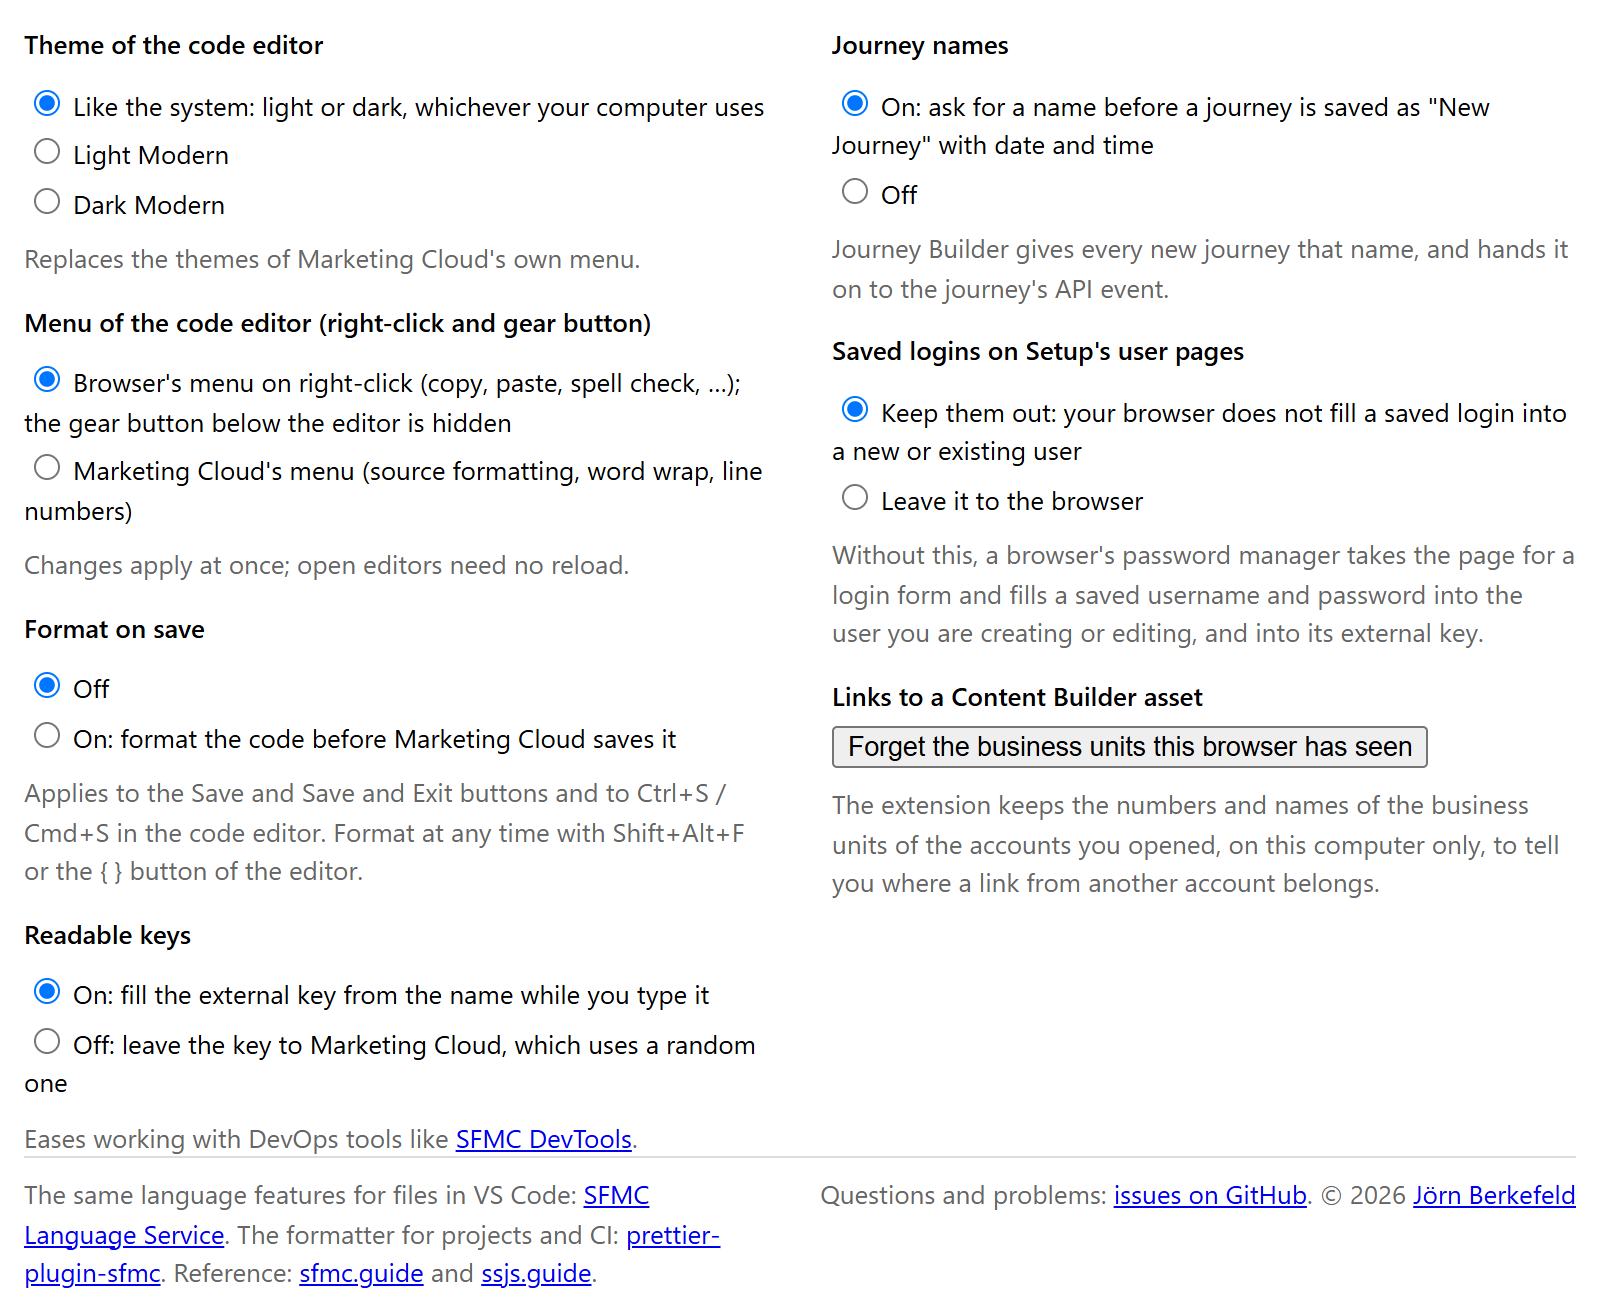 Theme of the code editor
Like the system: light or dark, whichever your computer uses
Light Modern
Dark Modern
Replaces the themes of Marketing Cloud's own menu.
Menu of the code editor (right-click and gear button)
Browser's menu on right-click (copy, paste, spell check, ...);
the gear button below the editor is hidden
Marketing Cloud's menu (source formatting, word wrap, line
numbers)
Changes apply at once; open editors need no reload.
Format on save
Off
On: format the code before Marketing Cloud saves it
Applies to the Save and Save and Exit buttons and to Ctrl+S /
Cmd+S in the code editor. Format at any time with Shift+Alt+F
or the { } button of the editor.
Readable keys
On: fill the external key from the name while you type it
Off: leave the key to Marketing Cloud, which uses a random
one
Eases working with DevOps tools like SFMC DevTools.
Journey names
On: ask for a name before a journey is saved as "New
Journey" with date and time
Off
Journey Builder gives every new journey that name, and hands it
on to the journey's API event.
Saved logins on Setup's user pages
Keep them out: your browser does not fill a saved login into
a new or existing user
Leave it to the browser
Without this, a browser's password manager takes the page for a
login form and fills a saved username and password into the
user you are creating or editing, and into its external key.
Links to a Content Builder asset
Forget the business units this browser has seen
The extension keeps the numbers and names of the business
units of the accounts you opened, on this computer only, to tell
you where a link from another account belongs.
The same language features for files in VS Code: SFMC
Language Service. The formatter for projects and CI: prettier-
plugin-sfmc. Reference: sfmc.guide and ssjs.guide.
Questions and problems: issues on GitHub. © 2026 Jörn Berkefeld